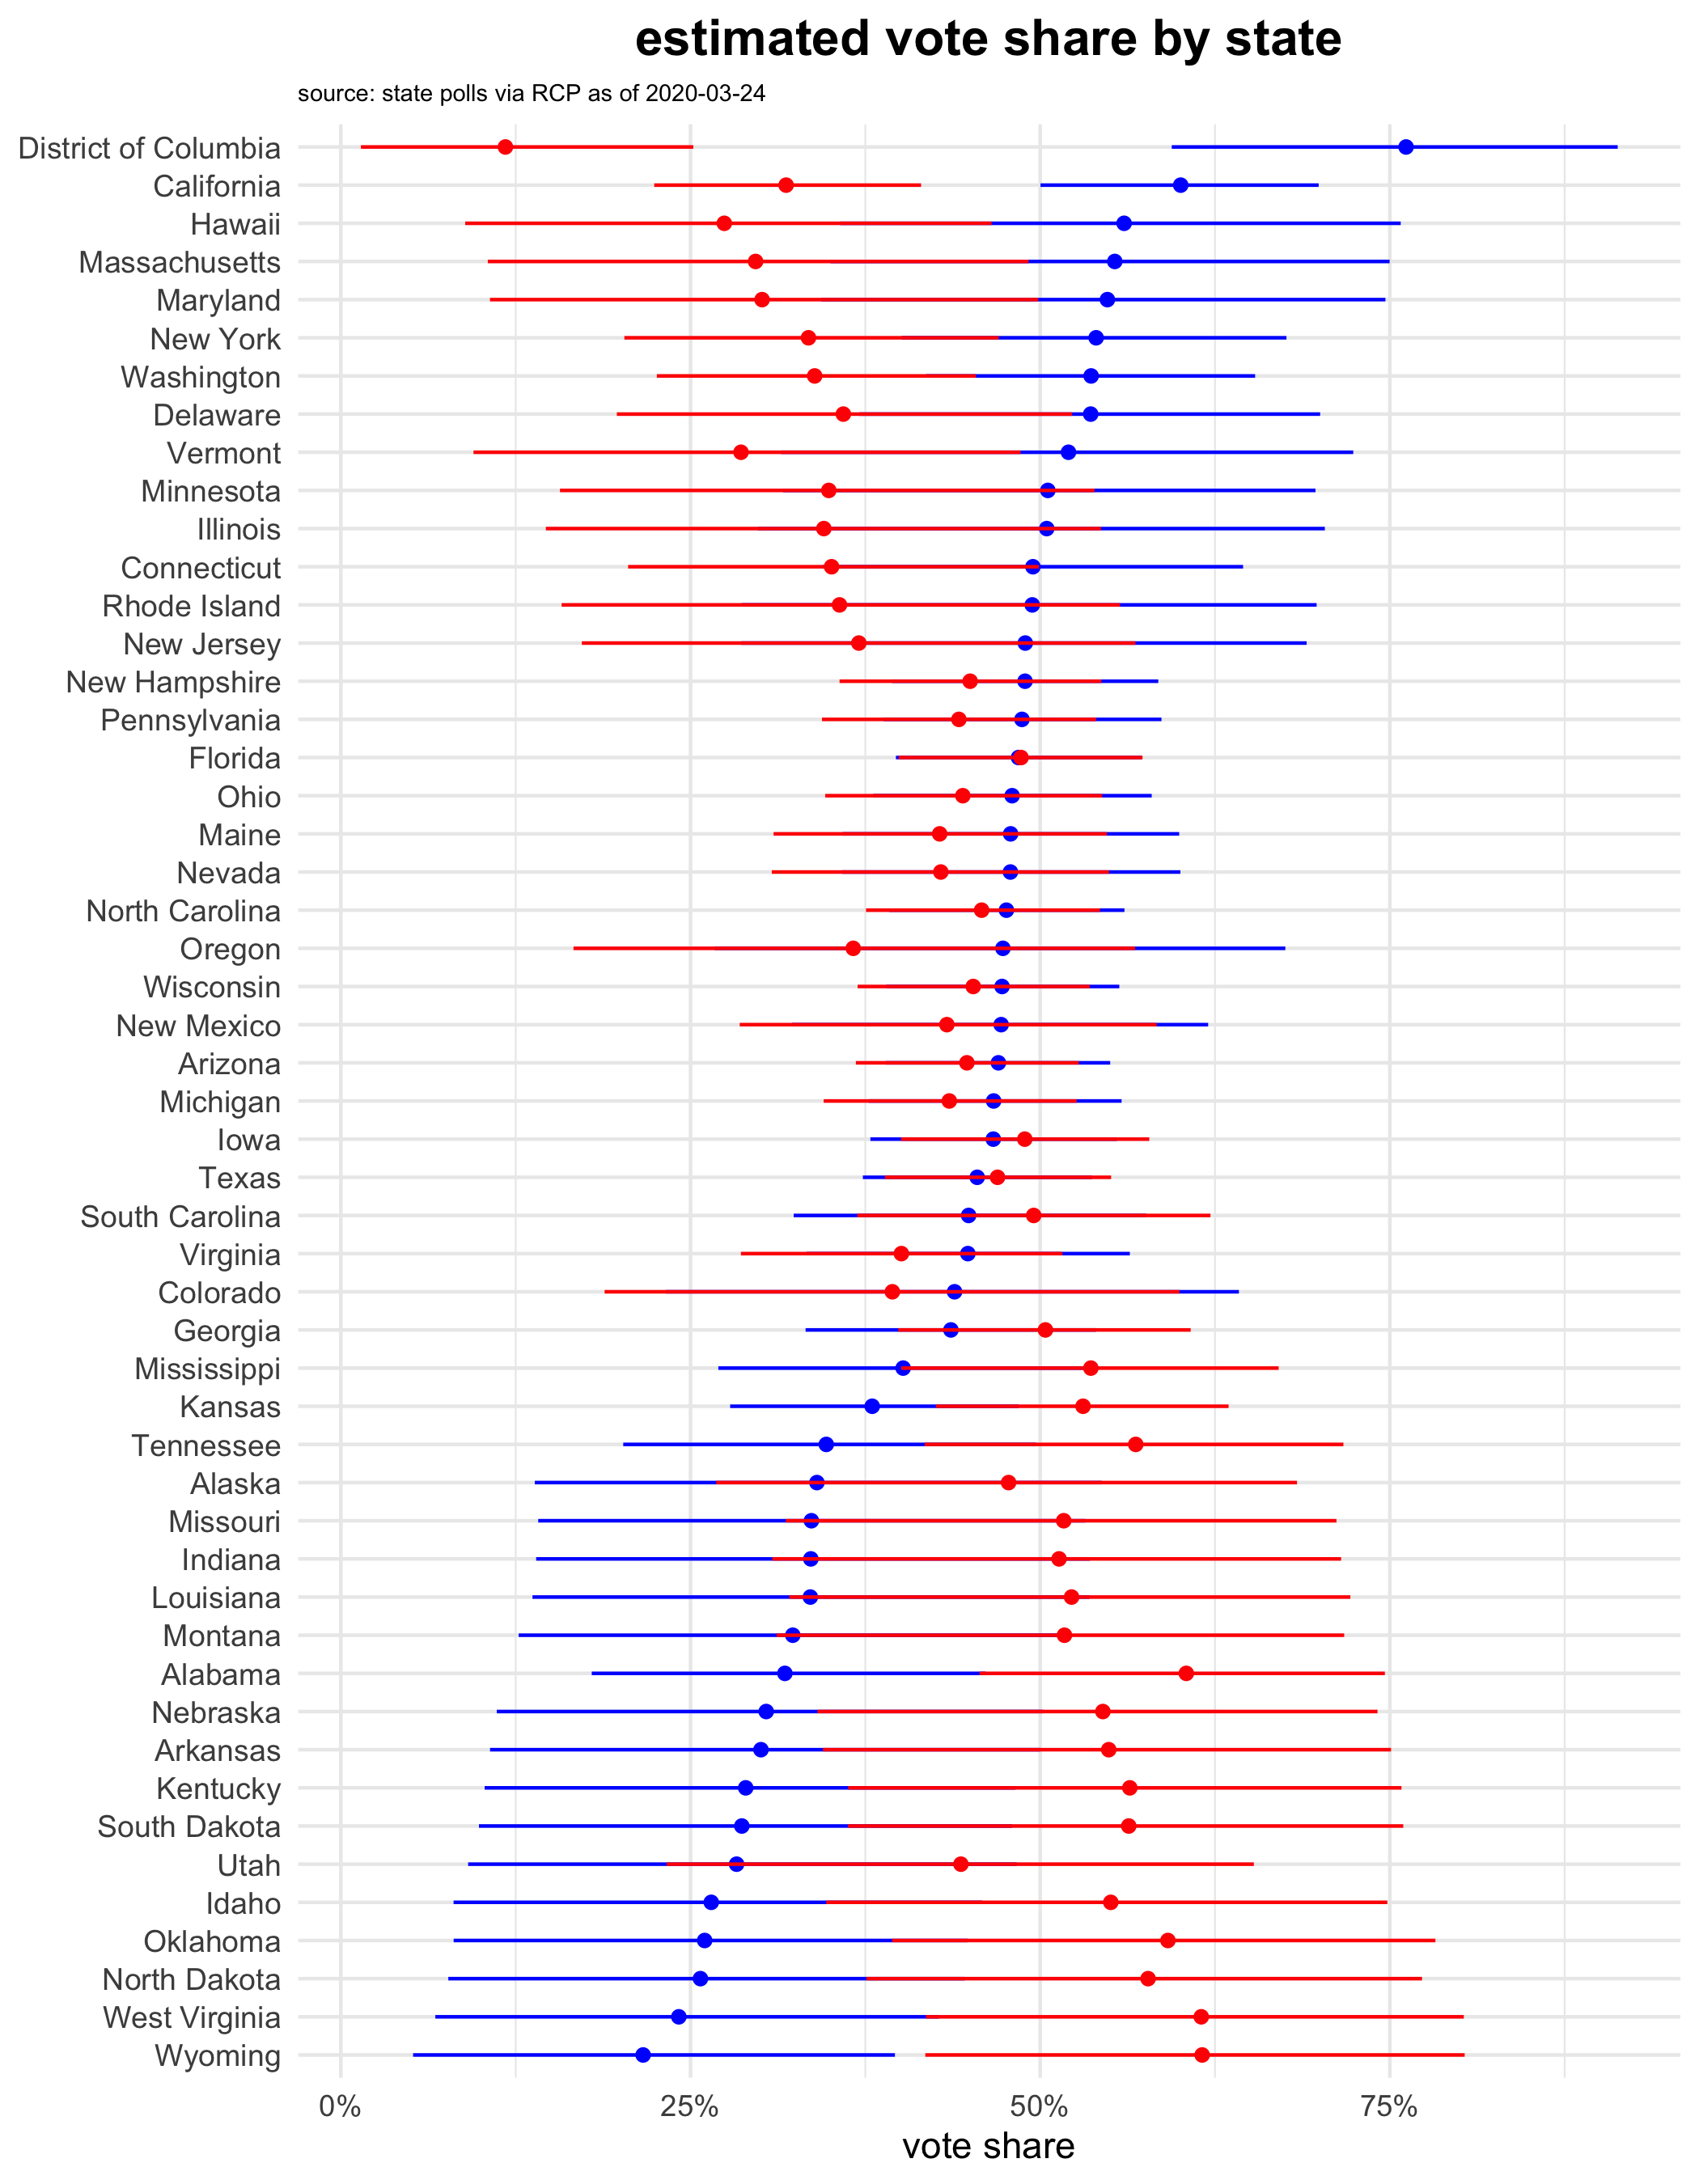 estimated vote share by state
source: state polls via RCP as of 2020-03-24
District of Columbia
California
Hawaii
Massachusetts
Maryland
New York
Washington
Delaware
Vermont
Minnesota
Illinois
Connecticut
Rhode Island
New Jersey
New Hampshire
Pennsylvania
Florida
Ohio
Maine
Nevada
North Carolina
Oregon
Wisconsin
New Mexico
Arizona
Michigan
Iowa
Texas
South Carolina
Virginia
Colorado
Georgia
Mississippi
Kansas
Tennessee
Alaska
Missouri
Indiana
Louisiana
Montana
Alabama
Nebraska
Arkansas
Kentucky
South Dakota
Utah
Idaho
Oklahoma
North Dakota
West Virginia
Wyoming
0% 25% 50% 75%
vote share